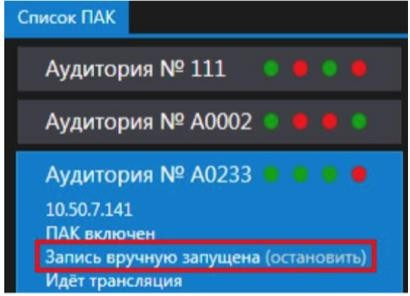 Список ПАК
Аудитория № 111
Аудитория № А0002
Аудитория № А0233
10.50.7.141
ПАК включен
Запись вручную запущена (остановить)
Идёт трансляция